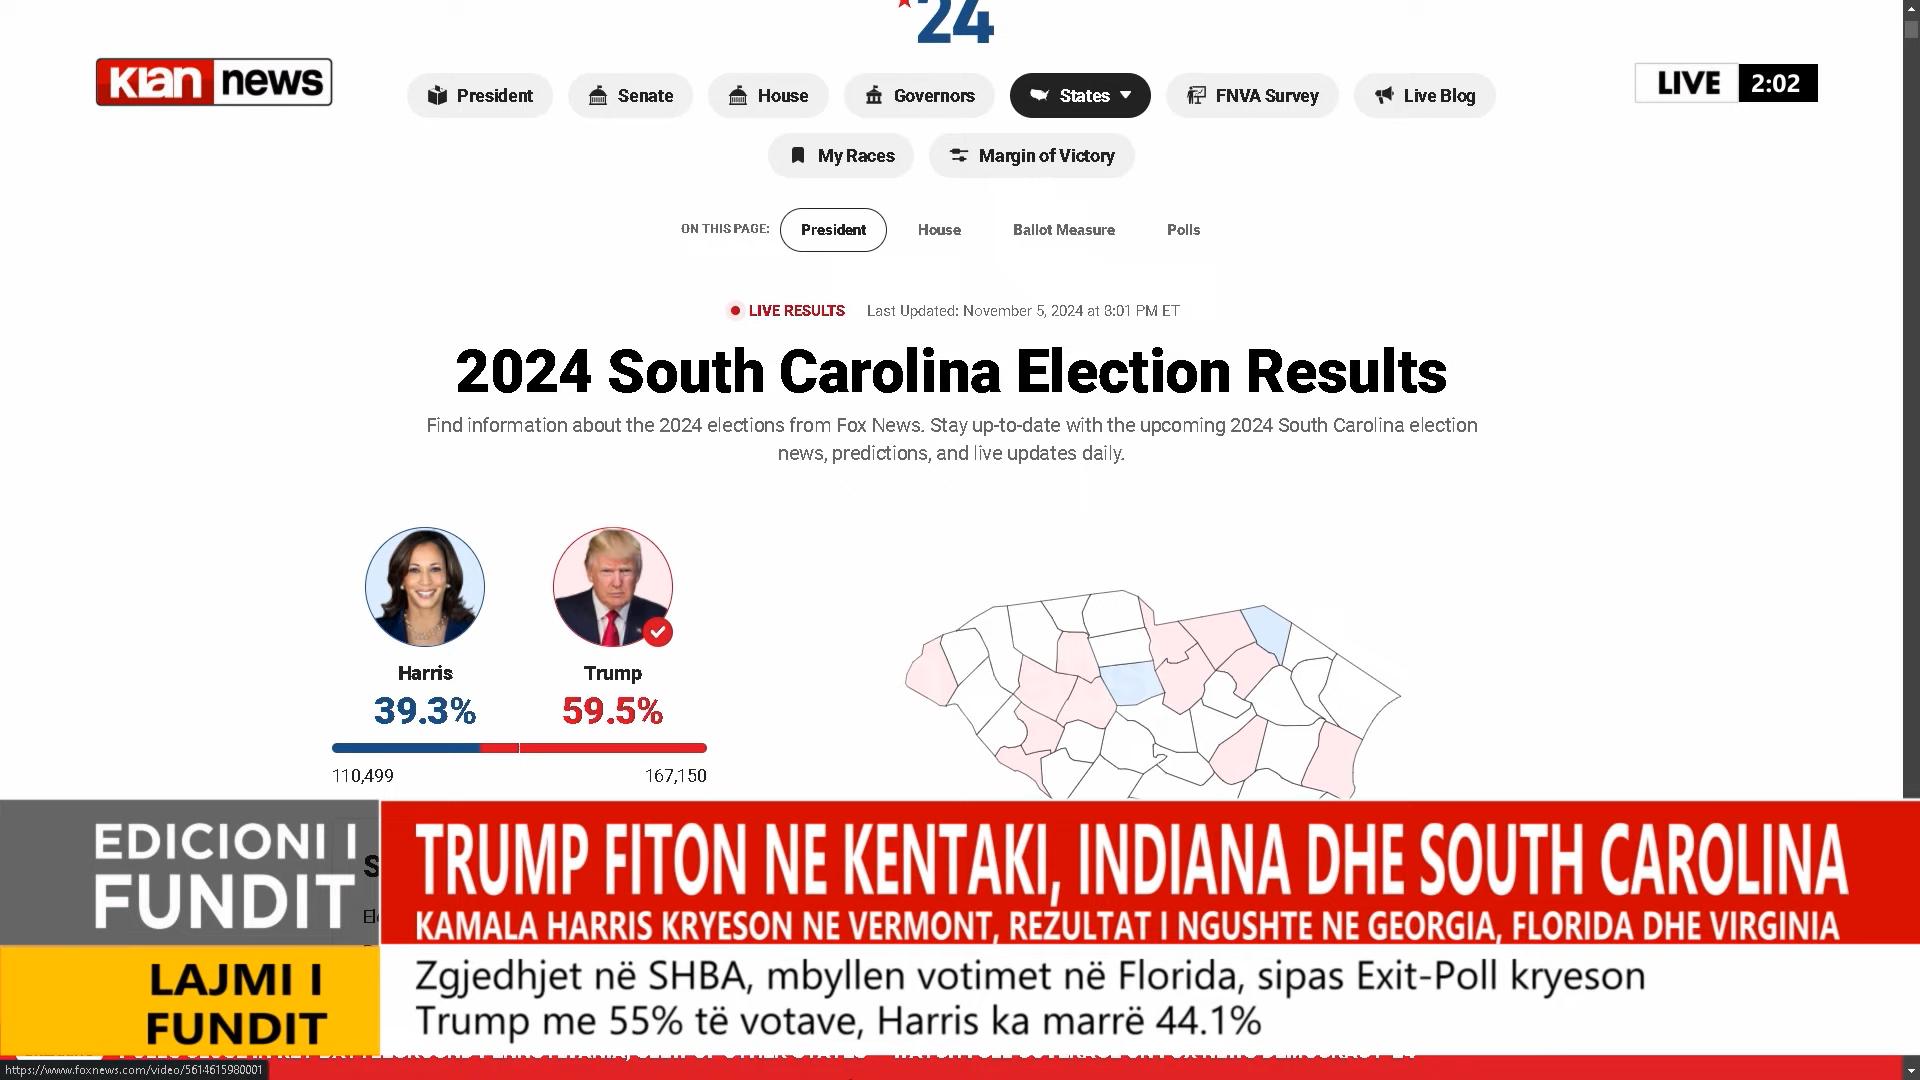 '24
Klan news
President
Senate
House
Governors
States
FNVA Survey
Live Blog
LIVE 2:02
My Races
Margin of Victory
ON THIS PAGE:
President
House
Ballot Measure
Polls
LIVE RESULTS
Last Updated: November 5, 2024 at 8:01 PM ET
2024 South Carolina Election Results
Find information about the 2024 elections from Fox News. Stay up-to-date with the upcoming 2024 South Carolina election
news, predictions, and live updates daily.
Harris
Trump
39.3%
59.5%
110,499
167,150
EDICIONI I
FUNDIT
TRUMP FITON NE KENTAKI, INDIANA DHE SOUTH CAROLINA
KAMALA HARRIS KRYESON NE VERMONT, REZULTAT I NGUSHTE NE GEORGIA, FLORIDA DHE VIRGINIA
LAJMI I
FUNDIT
Zgjedhjet në SHBA, mbyllen votimet në Florida, sipas Exit-Poll kryeson
Trump me 55% të votave, Harris ka marrë 44.1%
https://www.foxnews.com/video/5614615980001